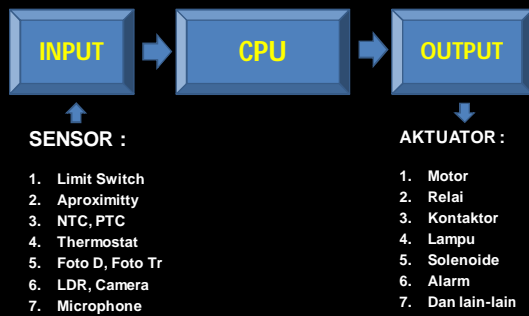 INPUT
CPU
OUTPUT
SENSOR :
1. Limit Switch
2. Aproximitty
3. NTC, PTC
4. Thermostat
5. Foto D, Foto Tr
6. LDR, Camera
7. Microphone
AKTUATOR :
1. Motor
2. Relai
3. Kontaktor
4. Lampu
5. Solenoide
6. Alarm
7. Dan lain-lain